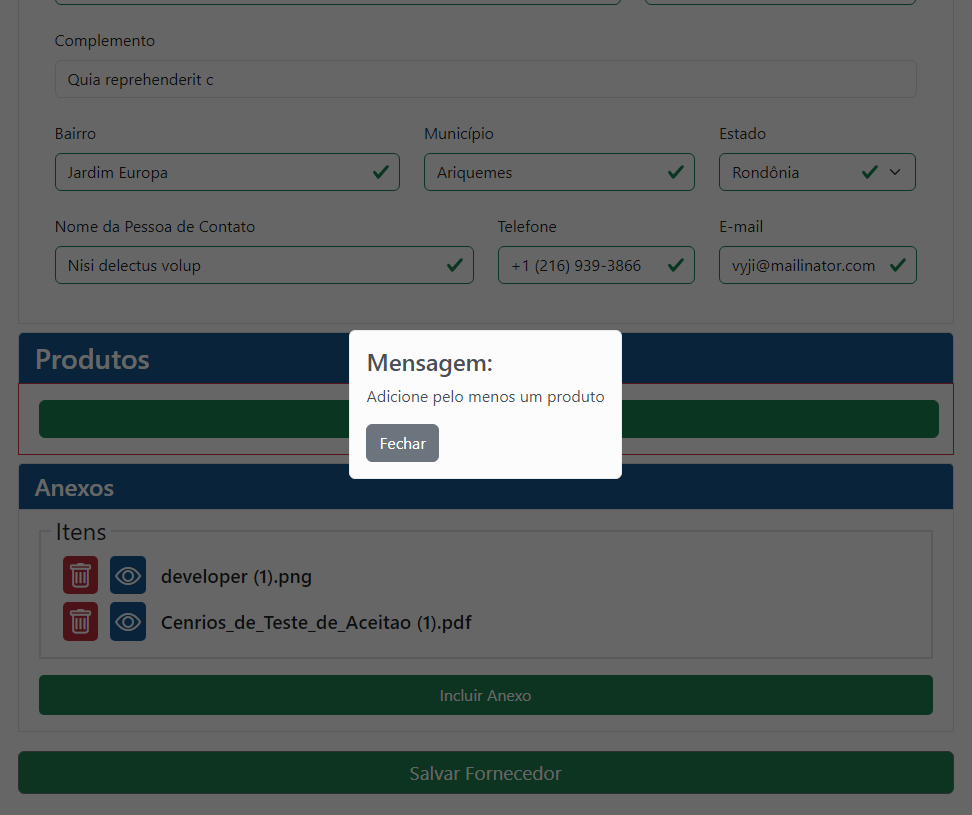 Complemento
Quia reprehenderit c
Bairro
Município
Estado
Jardim Europa
Ariquemes
Rondônia
Nome da Pessoa de Contato
Telefone
E-mail
Nisi delectus volup
+1 (216) 939-3866
vyji@mailinator.com
Produtos
Mensagem:
Adicione pelo menos um produto
Fechar
Anexos
Itens
developer (1).png
Cenrios_de_Teste_de_Aceitao (1).pdf
Incluir Anexo
Salvar Fornecedor